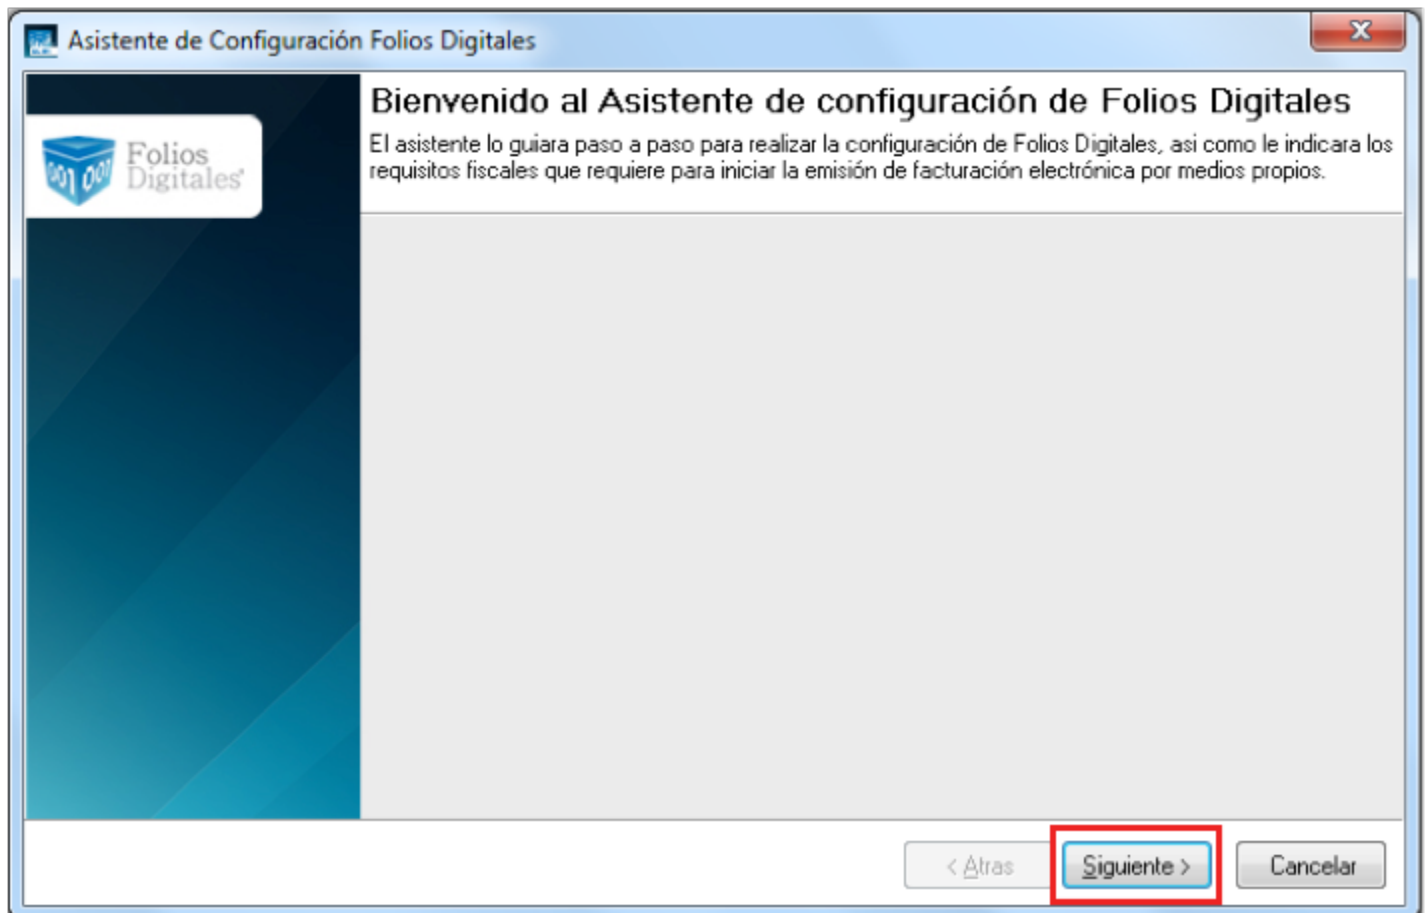 Asistente de Configuración Folios Digitales
Bienvenido al Asistente de configuración de Folios Digitales
El asistente lo guiara paso a paso para realizar la configuración de Folios Digitales, asi como le indicara los
requisitos fiscales que requiere para iniciar la emisión de facturación electrónica por medios propios.
Folios
Digitales
001 001
< Atras
Siguiente >
Cancelar